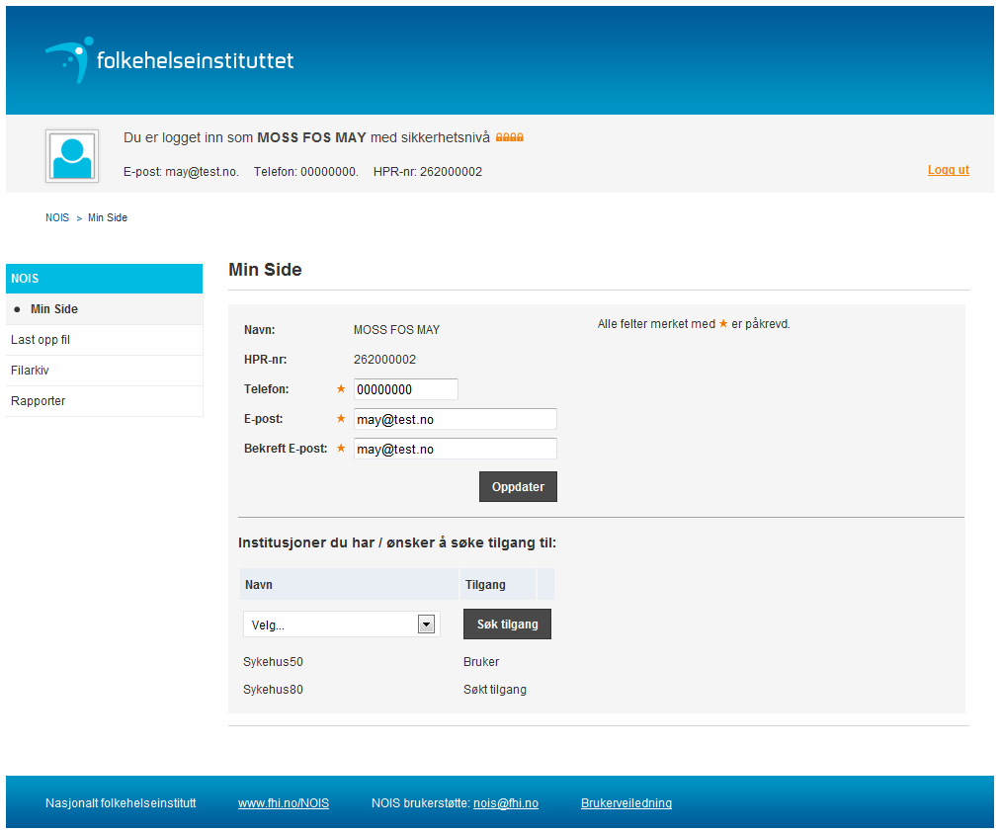 folkehelseinstituttet
Du er logget inn som MOSS FOS MAY med sikkerhetsnivå
E-post: may@test.no. Telefon: 00000000. HPR-nr: 262000002
Logg ut
NOIS > Min Side
NOIS
Min Side
Last opp fil
Filarkiv
Rapporter
Min Side
Navn: MOSS FOS MAY
Alle felter merket med ★ er påkrevd.
HPR-nr: 262000002
Telefon: ★ 00000000
E-post: ★ may@test.no
Bekreft E-post: ★ may@test.no
Oppdater
Institusjoner du har / ønsker å søke tilgang til:
Navn Tilgang
Velg... Søk tilgang
Sykehus50 Bruker
Sykehus80 Søkt tilgang
Nasjonalt folkehelseinstitutt www.fhi.no/NOIS NOIS brukerstøtte: nois@fhi.no Brukerveiledning